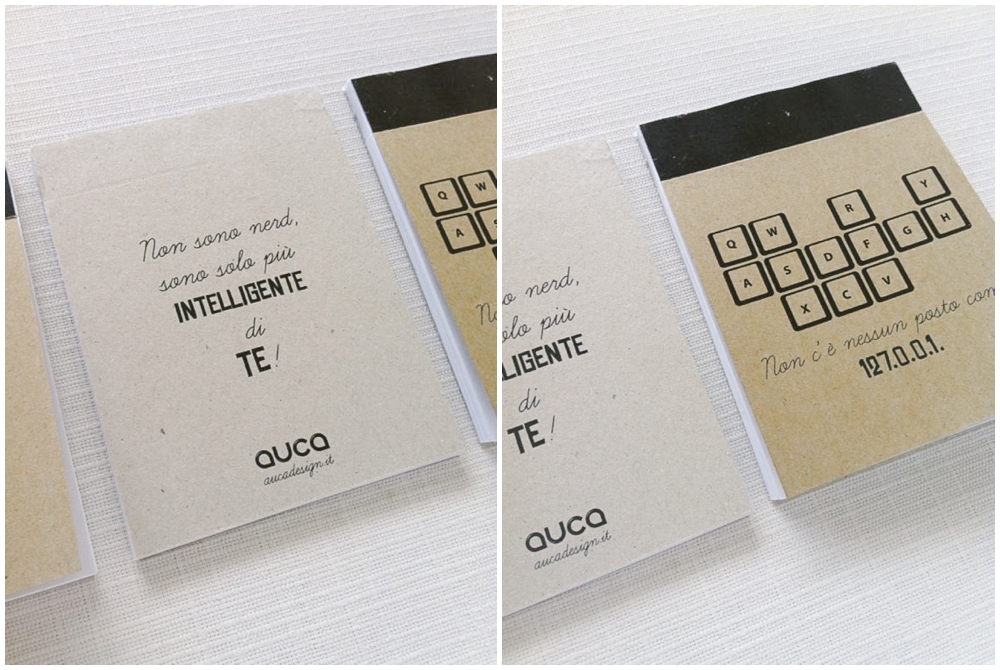 Non sono nerd,
sono solo più
INTELLIGENTE
di
TE!
auca
aucadesign.it
Q W
A S
o nerd,
olo più
LIGENTE
di
TE!
auca
aucadesign.it
Q W R Y
A S D F G H
X C V
Non c'è nessun posto com
127.0.0.1.